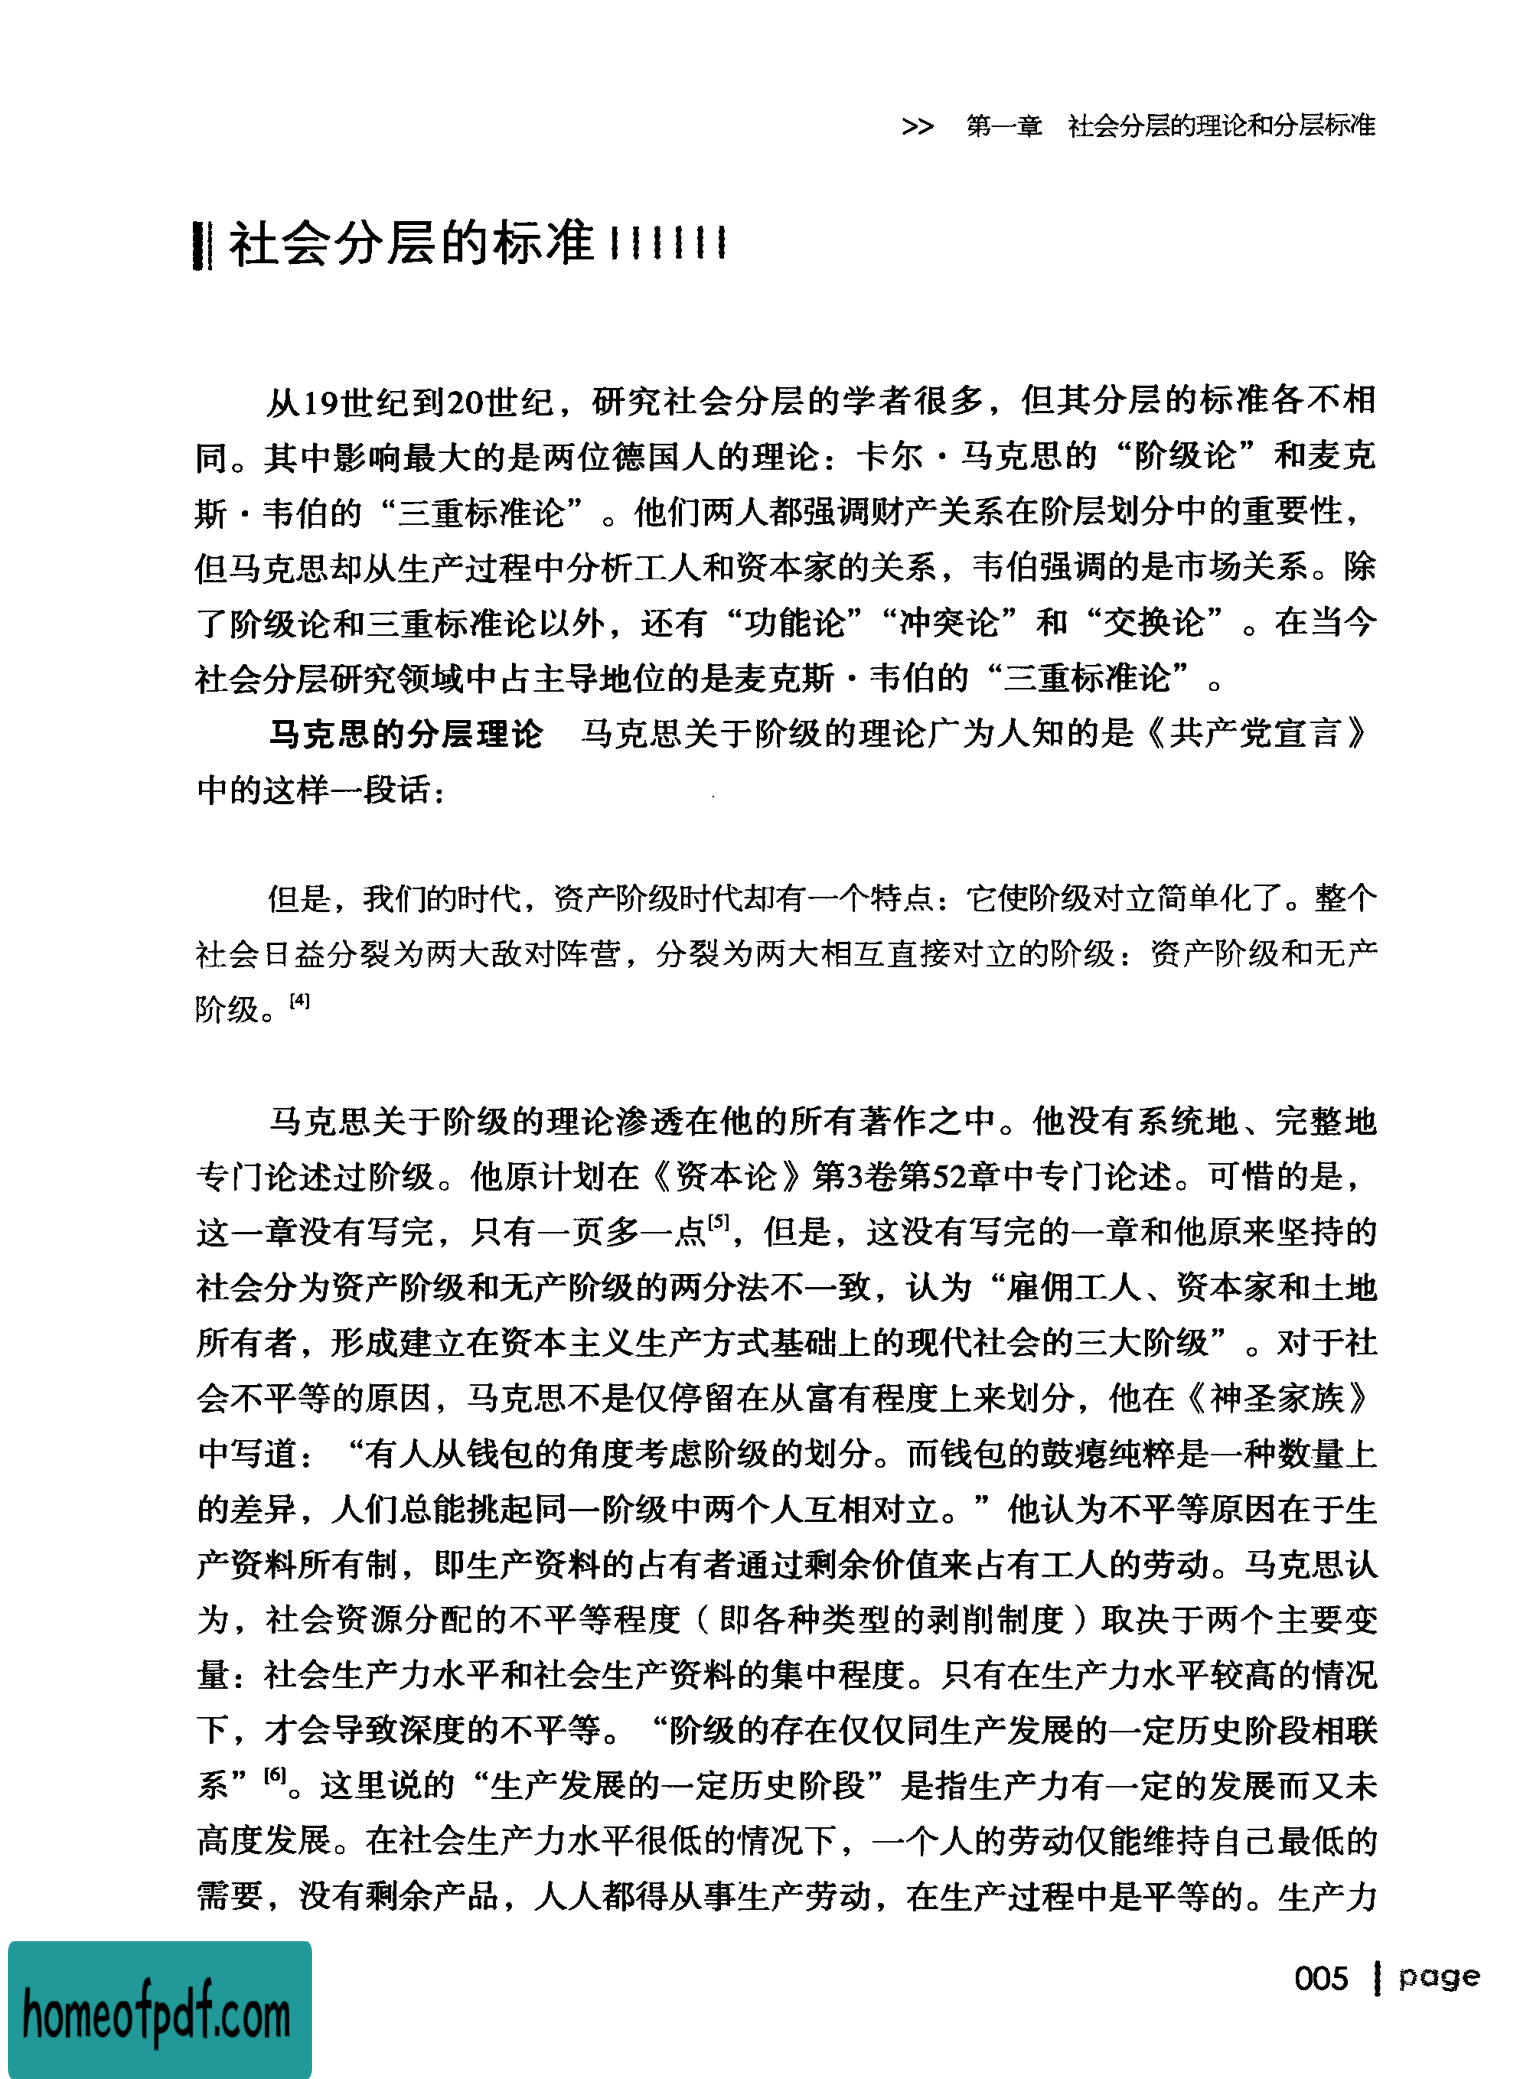 >> 第一章 社会分层的理论和分层标准
社会分层的标准
从19世纪到20世纪，研究社会分层的学者很多，但其分层的标准各不相
同。其中影响最大的是两位德国人的理论：卡尔·马克思的“阶级论”和麦克
斯·韦伯的“三重标准论”。他们两人都强调财产关系在阶层划分中的重要性，
但马克思却从生产过程中分析工人和资本家的关系，韦伯强调的是市场关系。除
了阶级论和三重标准论以外，还有“功能论”“冲突论”和“交换论”。在当今
社会分层研究领域中占主导地位的是麦克斯·韦伯的“三重标准论”。
马克思的分层理论 马克思关于阶级的理论广为人知的是《共产党宣言》
中的这样一段话：
但是，我们的时代，资产阶级时代却有一个特点：它使阶级对立简单化了。整个
社会日益分裂为两大敌对阵营，分裂为两大相互直接对立的阶级：资产阶级和无产
阶级。[4]
马克思关于阶级的理论渗透在他的所有著作之中。他没有系统地、完整地
专门论述过阶级。他原计划在《资本论》第3卷第52章中专门论述。可惜的是，
这一章没有写完，只有一页多一点[5]，但是，这没有写完的一章和他原来坚持的
社会分为资产阶级和无产阶级的两分法不一致，认为“雇佣工人、资本家和土地
所有者，形成建立在资本主义生产方式基础上的现代社会的三大阶级”。对于社
会不平等的原因，马克思不是仅停留在从富有程度上来划分，他在《神圣家族》
中写道：“有人从钱包的角度考虑阶级的划分。而钱包的鼓瘪纯粹是一种数量上
的差异，人们总能挑起同一阶级中两个人互相对立。”他认为不平等原因在于生
产资料所有制，即生产资料的占有者通过剩余价值来占有工人的劳动。马克思认
为，社会资源分配的不平等程度（即各种类型的剥削制度）取决于两个主要变
量：社会生产力水平和社会生产资料的集中程度。只有在生产力水平较高的情况
下，才会导致深度的不平等。“阶级的存在仅仅同生产发展的一定历史阶段相联
系”[6]。这里说的“生产发展的一定历史阶段”是指生产力有一定的发展而又未
高度发展。在社会生产力水平很低的情况下，一个人的劳动仅能维持自己最低的
需要，没有剩余产品，人人都得从事生产劳动，在生产过程中是平等的。生产力
005 | page
homeofpdf.com